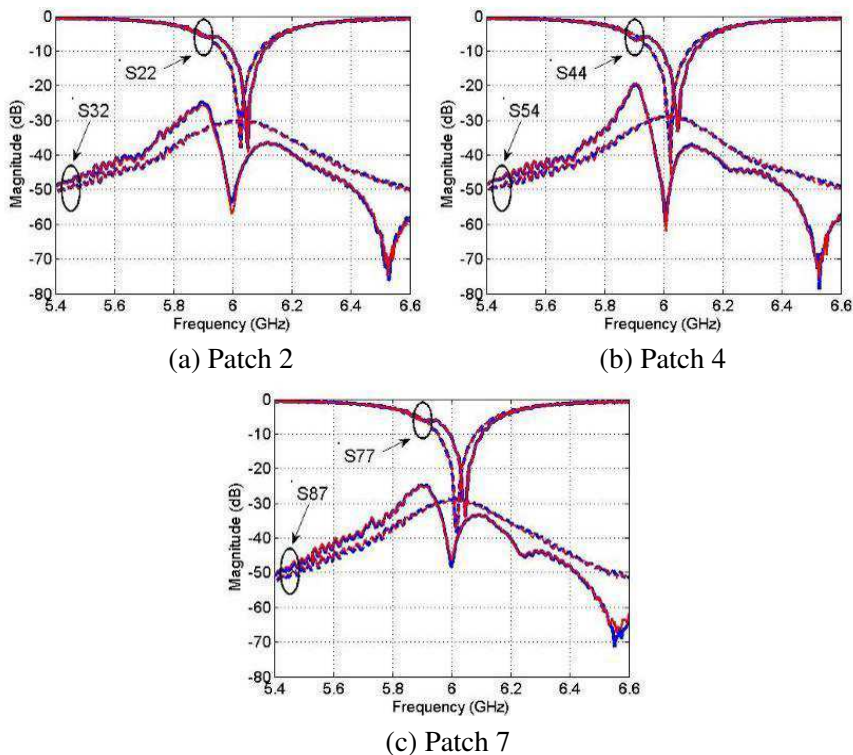 0
-10
-20
-30
-40
-50
-60
-70
-80
Magnitude (dB)
S22
S32
5.4 5.6 5.8 6 6.2 6.4 6.6
Frequency (GHz)
(a) Patch 2
0
-10
-20
-30
-40
-50
-60
-70
-80
Magnitude (dB)
S44
S54
5.4 5.6 5.8 6 6.2 6.4 6.6
Frequency (GHz)
(b) Patch 4
0
-10
-20
-30
-40
-50
-60
-70
-80
Magnitude (dB)
S77
S87
5.4 5.6 5.8 6 6.2 6.4 6.6
Frequency (GHz)
(c) Patch 7